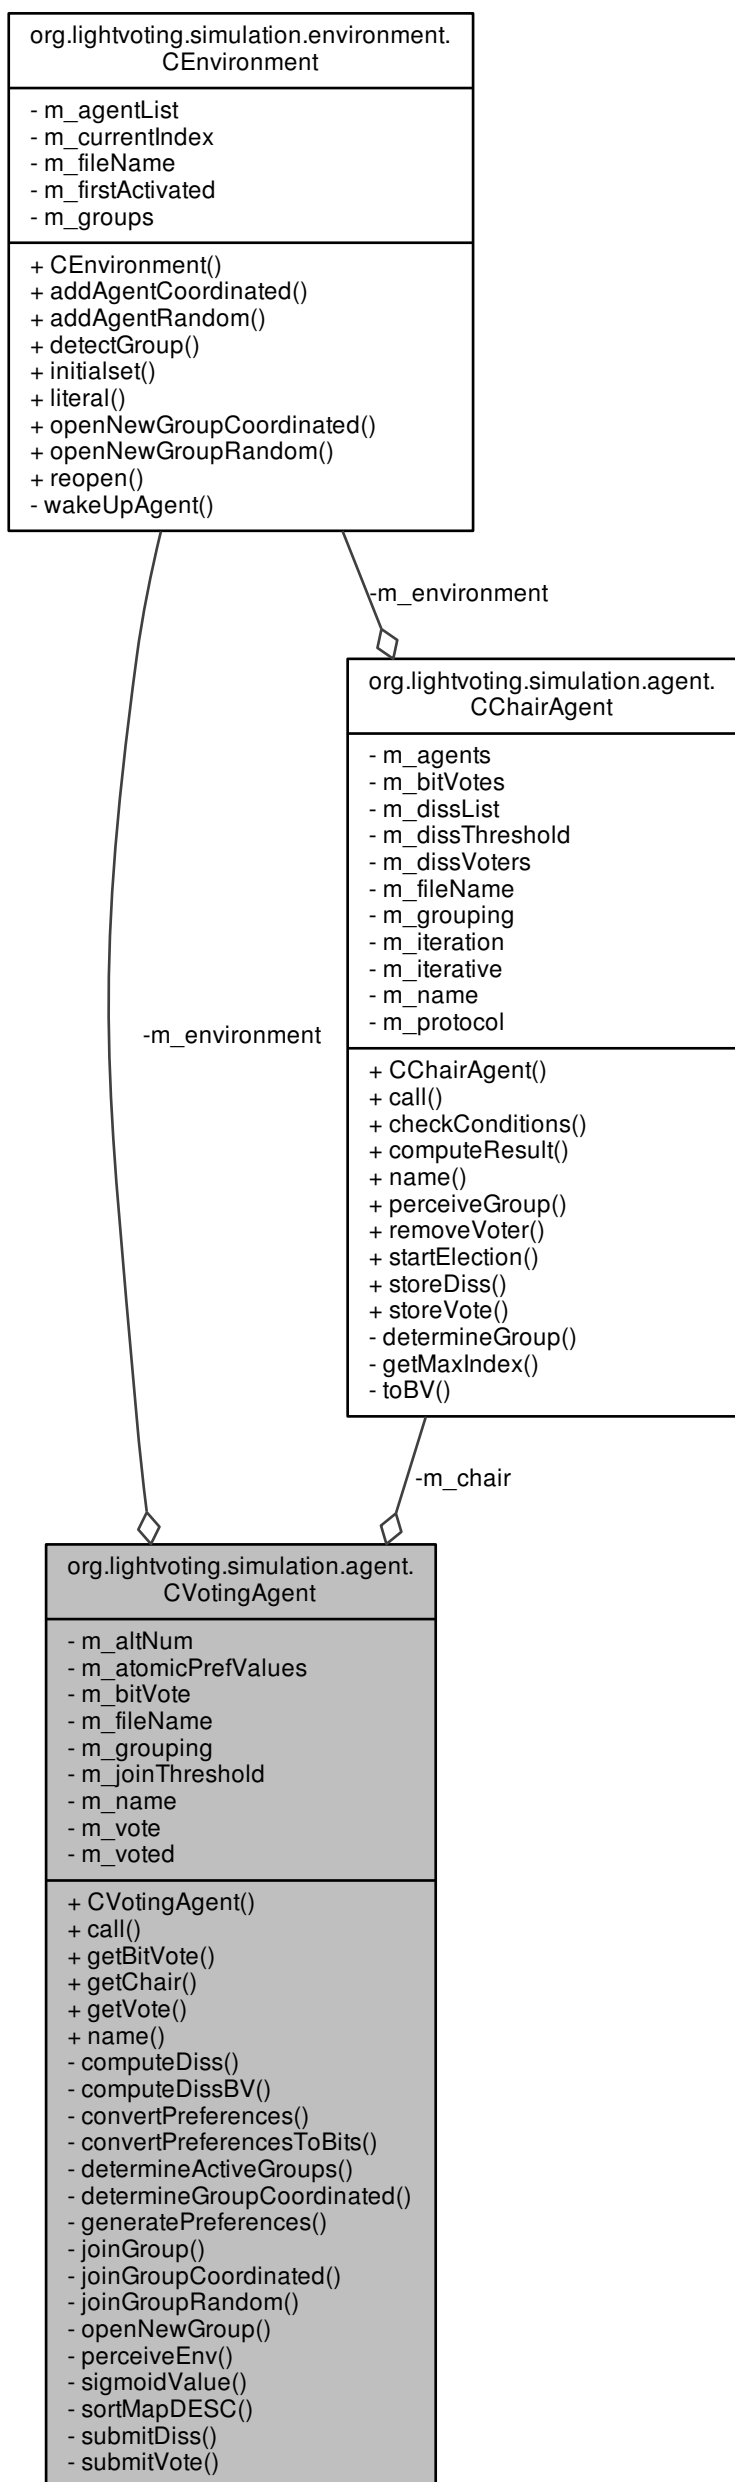 org.lightvoting.simulation.environment.
CEnvironment
- m_agentList
- m_currentIndex
- m_fileName
- m_firstActivated
- m_groups
+ CEnvironment()
+ addAgentCoordinated()
+ addAgentRandom()
+ detectGroup()
+ initialset()
+ literal()
+ openNewGroupCoordinated()
+ openNewGroupRandom()
+ reopen()
- wakeUpAgent()
-m_environment
org.lightvoting.simulation.agent.
CChairAgent
- m_agents
- m_bitVotes
- m_dissList
- m_dissThreshold
- m_dissVoters
- m_fileName
- m_grouping
- m_iteration
- m_iterative
- m_name
- m_protocol
+ CChairAgent()
+ call()
+ checkConditions()
+ computeResult()
+ name()
+ perceiveGroup()
+ removeVoter()
+ startElection()
+ storeDiss()
+ storeVote()
- determineGroup()
- getMaxIndex()
- toBV()
-m_environment
-m_chair
org.lightvoting.simulation.agent.
CVotingAgent
- m_altNum
- m_atomicPrefValues
- m_bitVote
- m_fileName
- m_grouping
- m_joinThreshold
- m_name
- m_vote
- m_voted
+ CVotingAgent()
+ call()
+ getBitVote()
+ getChair()
+ getVote()
+ name()
- computeDiss()
- computeDissBV()
- convertPreferences()
- convertPreferencesToBits()
- determineActiveGroups()
- determineGroupCoordinated()
- generatePreferences()
- joinGroup()
- joinGroupCoordinated()
- joinGroupRandom()
- openNewGroup()
- perceiveEnv()
- sigmoidValue()
- sortMapDESC()
- submitDiss()
- submitVote()